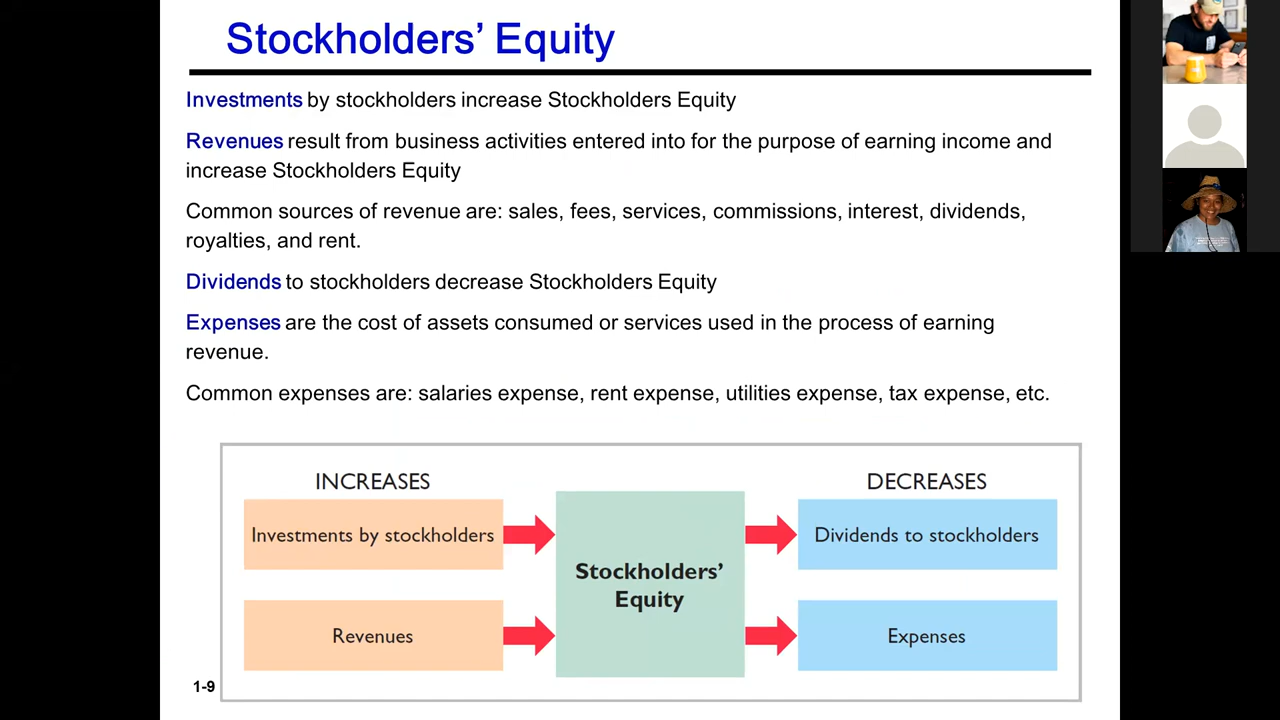 Stockholders’ Equity
Investments by stockholders increase Stockholders Equity
Revenues result from business activities entered into for the purpose of earning income and
increase Stockholders Equity
Common sources of revenue are: sales, fees, services, commissions, interest, dividends,
royalties, and rent.
Dividends to stockholders decrease Stockholders Equity
Expenses are the cost of assets consumed or services used in the process of earning
revenue.
Common expenses are: salaries expense, rent expense, utilities expense, tax expense, etc.
INCREASES
Investments by stockholders
Revenues
Stockholders’
Equity
DECREASES
Dividends to stockholders
Expenses
1-9